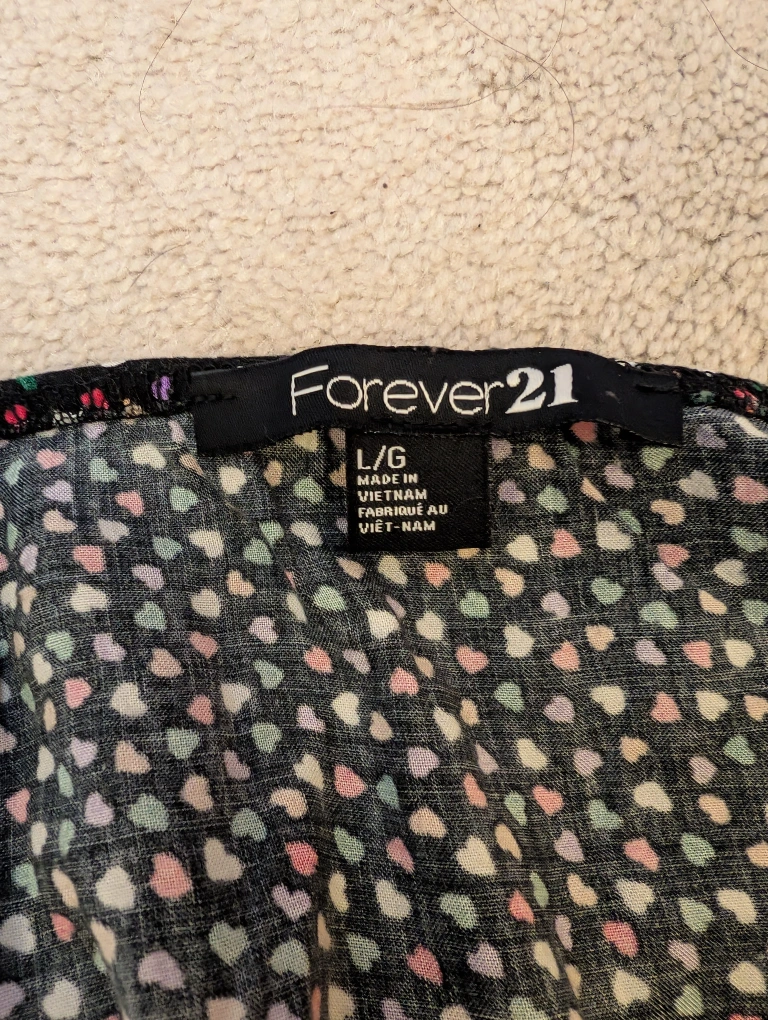 Forever21
L/G
MADE IN
VIETNAM
FABRIQUÉ AU
VIÊT-NAM